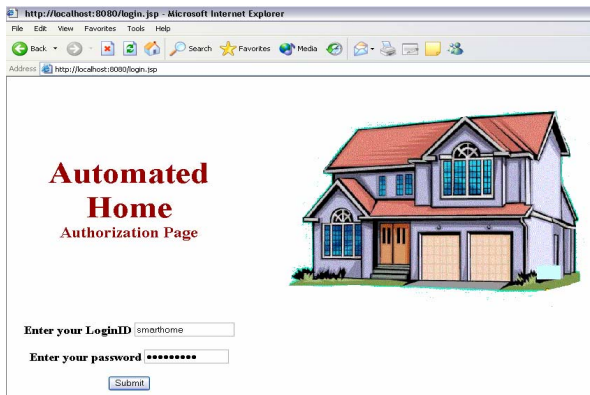 http://localhost:8080/login.jsp - Microsoft Internet Explorer
File Edit View Favorites Tools Help
Back Search Favorites Media
Address http://localhost:8080/login.jsp
Automated
Home
Authorization Page
Enter your LoginID smarthome
Enter your password •••••••••
Submit